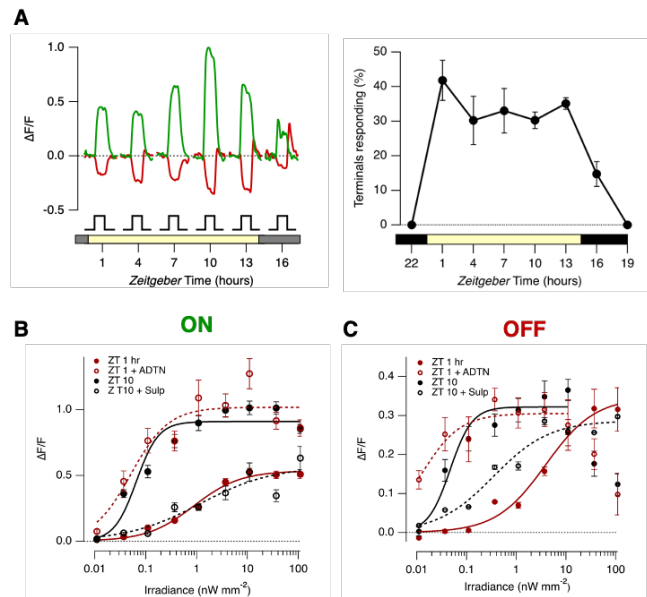 A
ΔF/F
1.0
0.5
0.0
-0.5
1 4 7 10 13 16
Zeitgeber Time (hours)
Terminals responding (%)
50
40
30
20
10
0
22 1 4 7 10 13 16 19
Zeitgeber Time (hours)
B
ON
ZT 1 hr
ZT 1 + ADTN
ZT 10
Z T10 + Sulp
ΔF/F
1.0
0.5
0.0
0.01 0.1 1 10 100
Irradiance (nW mm-2)
C
OFF
ZT 1 hr
ZT 1 + ADTN
ZT 10
ZT 10 + Sulp
ΔF/F
0.4
0.3
0.2
0.1
0.0
0.01 0.1 1 10 100
Irradiance (nW mm-2)